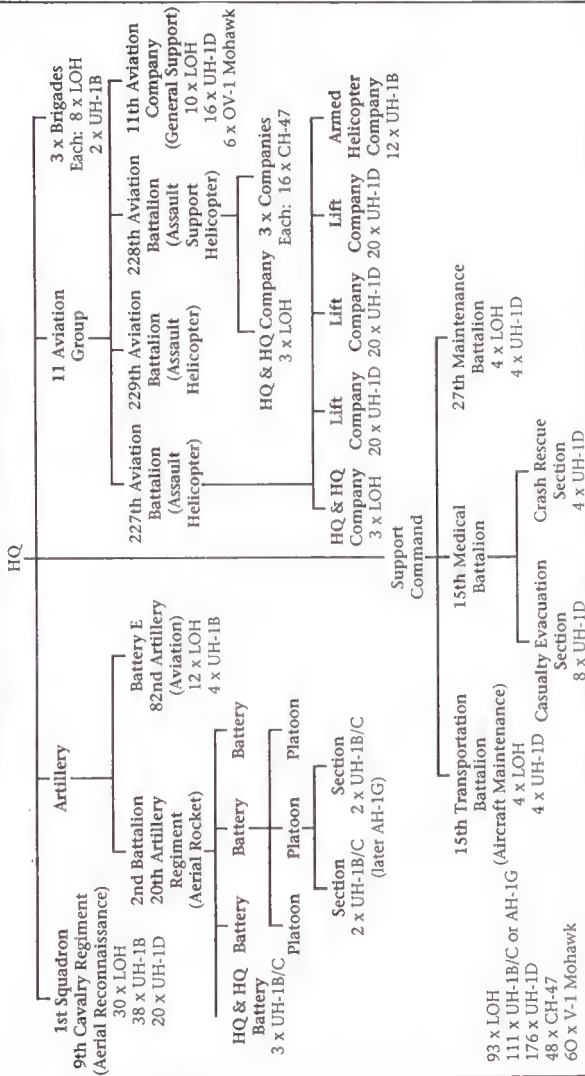 HQ
1st Squadron
9th Cavalry Regiment
(Aerial Reconnaissance)
30 x LOH
38 x UH-1B
20 x UH-1D
Artillery
2nd Battalion
20th Artillery
Regiment
(Aerial Rocket)
Battery E
82nd Artillery
(Aviation)
12 x LOH
4 x UH-1B
HQ & HQ
Battery
3 x UH-1B/C
Battery
Battery
Battery
Platoon
Platoon
Platoon
Section
2 x UH-1B/C
Section
2 x UH-1B/C
(later AH-1G)
11 Aviation
Group
3 x Brigades
Each: 8 x LOH
2 x UH-1B
227th Aviation
Battalion
(Assault
Helicopter)
229th Aviation
Battalion
(Assault
Helicopter)
228th Aviation
Battalion
(Assault
Support
Helicopter)
11th Aviation
Company
(General Support)
10 x LOH
16 x UH-1D
6 x OV-1 Mohawk
HQ & HQ Company
3 x LOH
3 x Companies
Each: 16 x CH-47
HQ & HQ
Company
3 x LOH
Lift
Company
20 x UH-1D
Lift
Company
20 x UH-1D
Lift
Company
20 x UH-1D
Armed
Helicopter
Company
12 x UH-1B
Support
Command
15th Transportation
Battalion
(Aircraft Maintenance)
4 x LOH
4 x UH-1D
15th Medical
Battalion
27th Maintenance
Battalion
4 x LOH
4 x UH-1D
Casualty Evacuation
Section
8 x UH-1D
Crash Rescue
Section
4 x UH-1D
93 x LOH
111 x UH-1B/C or AH-1G
176 x UH-1D
48 x CH-47
6O x V-1 Mohawk